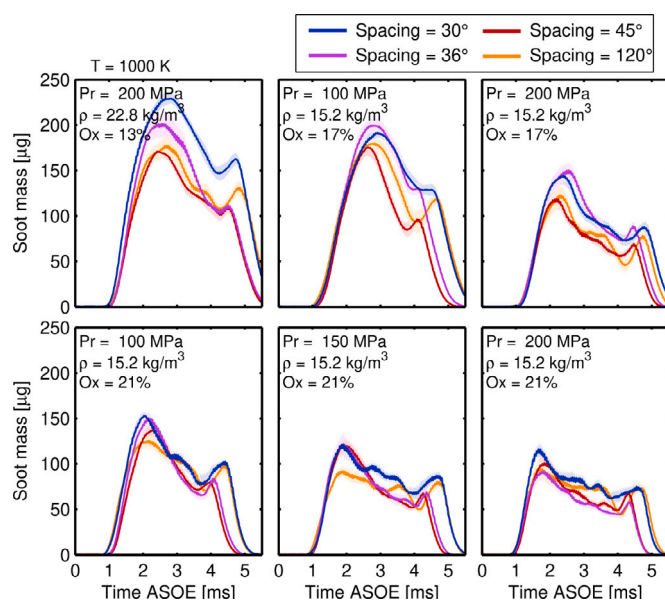 Spacing = 30°
Spacing = 45°
Spacing = 36°
Spacing = 120°
T = 1000 K
250
200
150
100
50
0
Soot mass [µg]
Pr = 200 MPa
ρ = 22.8 kg/m³
Ox = 13%
Pr = 100 MPa
ρ = 15.2 kg/m³
Ox = 17%
Pr = 200 MPa
ρ = 15.2 kg/m³
Ox = 17%
250
200
150
100
50
0
Soot mass [µg]
Pr = 100 MPa
ρ = 15.2 kg/m³
Ox = 21%
Pr = 150 MPa
ρ = 15.2 kg/m³
Ox = 21%
Pr = 200 MPa
ρ = 15.2 kg/m³
Ox = 21%
0 1 2 3 4 5
0 1 2 3 4 5
0 1 2 3 4 5
Time ASOE [ms]
Time ASOE [ms]
Time ASOE [ms]